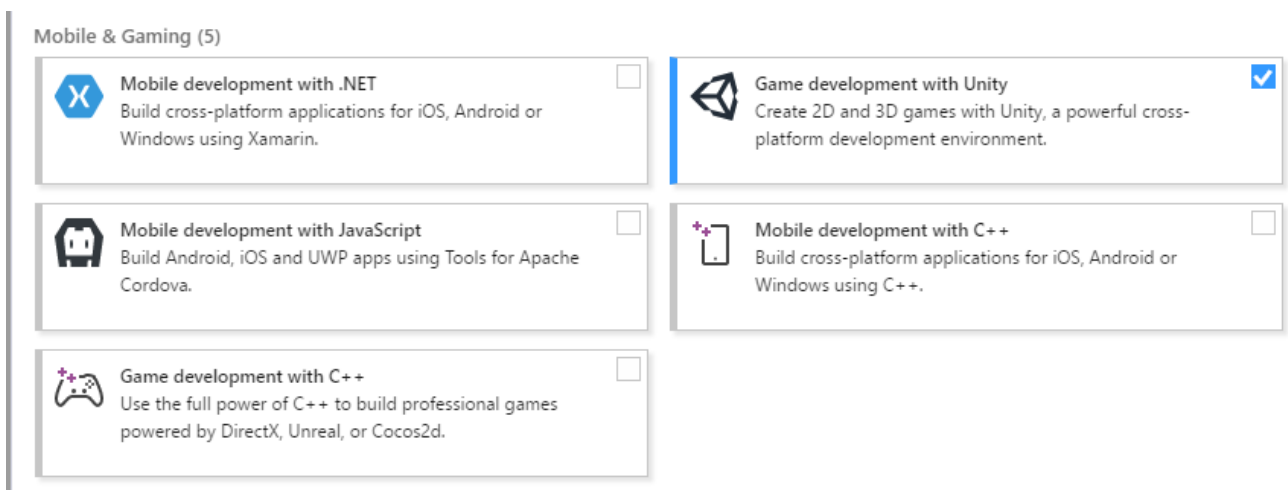 Mobile & Gaming (5)
Mobile development with .NET
Build cross-platform applications for iOS, Android or
Windows using Xamarin.
Game development with Unity
Create 2D and 3D games with Unity, a powerful cross-
platform development environment.
Mobile development with JavaScript
Build Android, iOS and UWP apps using Tools for Apache
Cordova.
Mobile development with C++
Build cross-platform applications for iOS, Android or
Windows using C++.
Game development with C++
Use the full power of C++ to build professional games
powered by DirectX, Unreal, or Cocos2d.